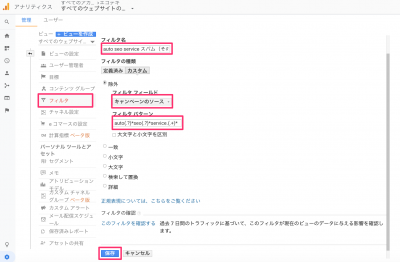 アナリティクス
すべてのウェブサイトの...
管理
ユーザー
ビュー
+ ビューを作成
すべてのウェブサイ...
ビューの設定
ユーザー管理者
目標
コンテンツ グループ
フィルタ
チャネル設定
e コマースの設定
計算指標 ベータ版
パーソナル ツールとアセット
セグメント
メモ
アトリビューション モデル
カスタム チャネル グループ ベータ版
カスタム アラート
メール配信スケジュール
保存済みレポート
アセットの共有
フィルタ名
auto seo service スパム
フィルタの種類
定義済み
カスタム
除外
フィルタ フィールド
キャンペーンのソース
フィルタ パターン
大文字と小文字を区別
一致
小文字
大文字
検索して置換
詳細
正規表現については、こちらをご覧ください
フィルタの確認
このフィルタを確認する
過去 7 日間のトラフィックに基づいて、このフィルタが現在のビューのデータに与える影響を確認します。
保存
キャンセル